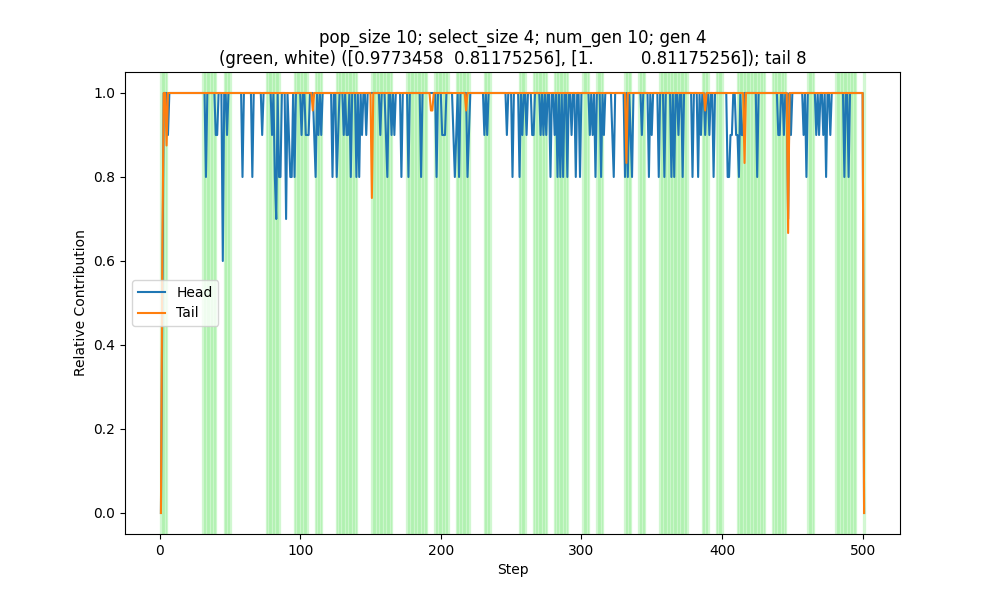 pop_size 10; select_size 4; num_gen 10; gen 4
(green, white) ([0.9773458  0.81175256], [1.         0.81175256]); tail 8
1.0
0.8
0.6
0.4
0.2
0.0
Relative Contribution
Head
Tail
0
100
200
300
400
500
Step